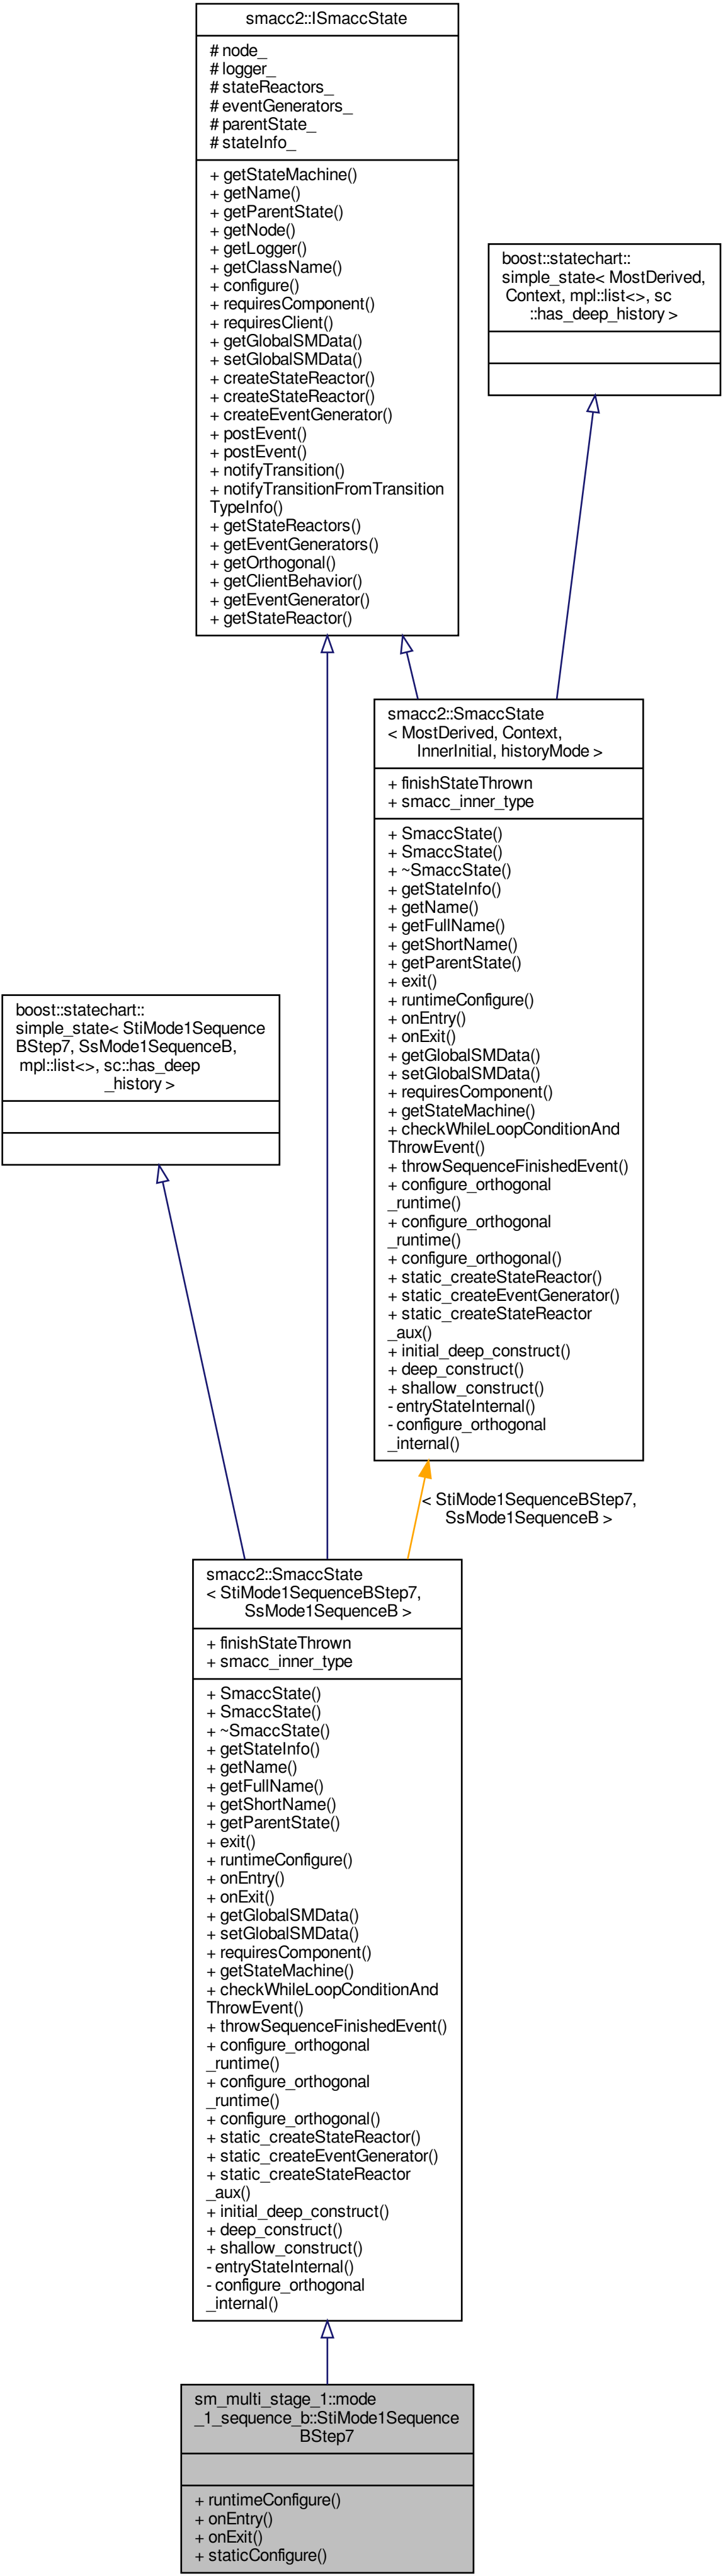 smacc2::ISmaccState
# node_
# logger_
# stateReactors_
# eventGenerators_
# parentState_
# stateInfo_
+ getStateMachine()
+ getName()
+ getParentState()
+ getNode()
+ getLogger()
+ getClassName()
+ configure()
+ requiresComponent()
+ requiresClient()
+ getGlobalSMData()
+ setGlobalSMData()
+ createStateReactor()
+ createStateReactor()
+ createEventGenerator()
+ postEvent()
+ postEvent()
+ notifyTransition()
+ notifyTransitionFromTransition
TypeInfo()
+ getStateReactors()
+ getEventGenerators()
+ getOrthogonal()
+ getClientBehavior()
+ getEventGenerator()
+ getStateReactor()
boost::statechart::
simple_state< MostDerived,
Context, mpl::list<>, sc
::has_deep_history >
smacc2::SmaccState
< MostDerived, Context,
InnerInitial, historyMode >
+ finishStateThrown
+ smacc_inner_type
+ SmaccState()
+ SmaccState()
+ ~SmaccState()
+ getStateInfo()
+ getName()
+ getFullName()
+ getShortName()
+ getParentState()
+ exit()
+ runtimeConfigure()
+ onEntry()
+ onExit()
+ getGlobalSMData()
+ setGlobalSMData()
+ requiresComponent()
+ getStateMachine()
+ checkWhileLoopConditionAnd
ThrowEvent()
+ throwSequenceFinishedEvent()
+ configure_orthogonal
_runtime()
+ configure_orthogonal
_runtime()
+ configure_orthogonal()
+ static_createStateReactor()
+ static_createEventGenerator()
+ static_createStateReactor
_aux()
+ initial_deep_construct()
+ deep_construct()
+ shallow_construct()
- entryStateInternal()
- configure_orthogonal
_internal()
boost::statechart::
simple_state< StiMode1Sequence
BStep7, SsMode1SequenceB,
mpl::list<>, sc::has_deep
_history >
< StiMode1SequenceBStep7,
SsMode1SequenceB >
smacc2::SmaccState
< StiMode1SequenceBStep7,
SsMode1SequenceB >
+ finishStateThrown
+ smacc_inner_type
+ SmaccState()
+ SmaccState()
+ ~SmaccState()
+ getStateInfo()
+ getName()
+ getFullName()
+ getShortName()
+ getParentState()
+ exit()
+ runtimeConfigure()
+ onEntry()
+ onExit()
+ getGlobalSMData()
+ setGlobalSMData()
+ requiresComponent()
+ getStateMachine()
+ checkWhileLoopConditionAnd
ThrowEvent()
+ throwSequenceFinishedEvent()
+ configure_orthogonal
_runtime()
+ configure_orthogonal
_runtime()
+ configure_orthogonal()
+ static_createStateReactor()
+ static_createEventGenerator()
+ static_createStateReactor
_aux()
+ initial_deep_construct()
+ deep_construct()
+ shallow_construct()
- entryStateInternal()
- configure_orthogonal
_internal()
sm_multi_stage_1::mode
_1_sequence_b::StiMode1Sequence
BStep7
+ runtimeConfigure()
+ onEntry()
+ onExit()
+ staticConfigure()